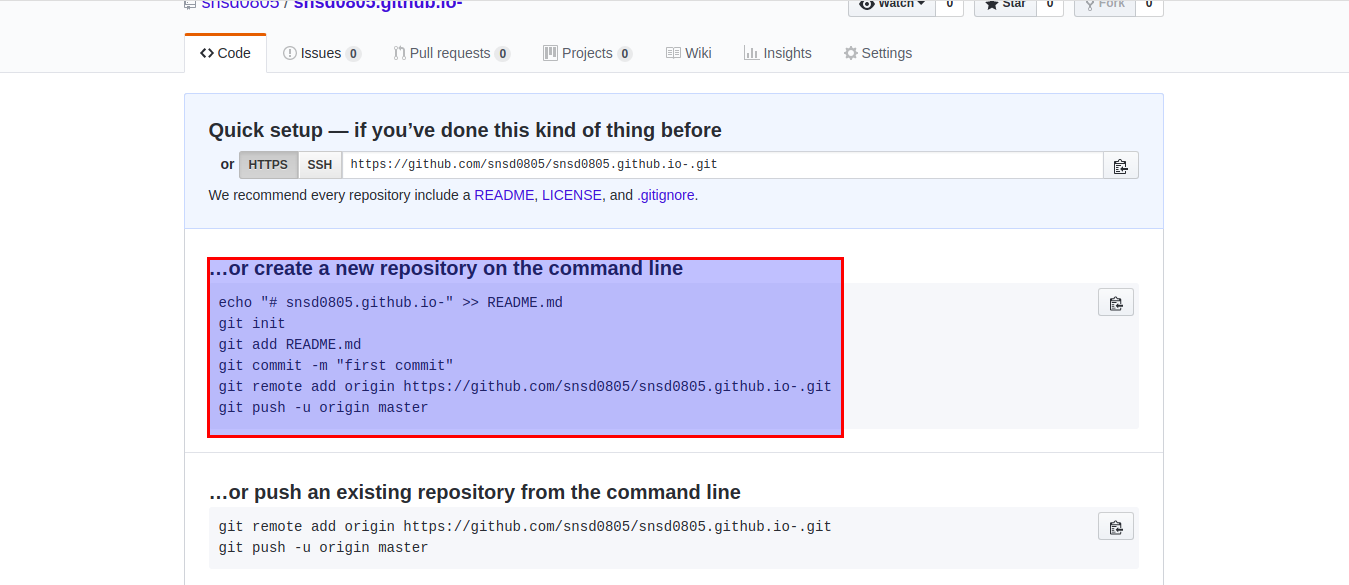 snsd0805 / snsd0805.github.io-
Watch 0 Star 0 Fork 0
Code Issues 0 Pull requests 0 Projects 0 Wiki Insights Settings
Quick setup — if you’ve done this kind of thing before
or HTTPS SSH https://github.com/snsd0805/snsd0805.github.io-.git
We recommend every repository include a README, LICENSE, and .gitignore.
…or create a new repository on the command line
echo "# snsd0805.github.io-" >> README.md
git init
git add README.md
git commit -m "first commit"
git remote add origin https://github.com/snsd0805/snsd0805.github.io-.git
git push -u origin master
…or push an existing repository from the command line
git remote add origin https://github.com/snsd0805/snsd0805.github.io-.git
git push -u origin master